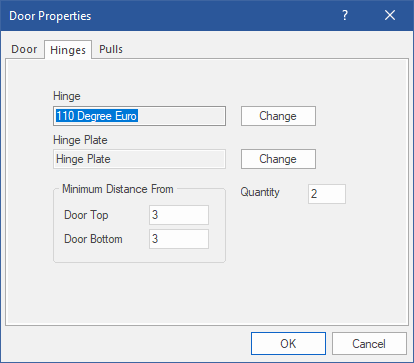 Door Properties ?
Door Hinges Pulls
Hinge
110 Degree Euro Change
Hinge Plate
Hinge Plate Change
Minimum Distance From
Quantity 2
Door Top 3
Door Bottom 3
OK Cancel